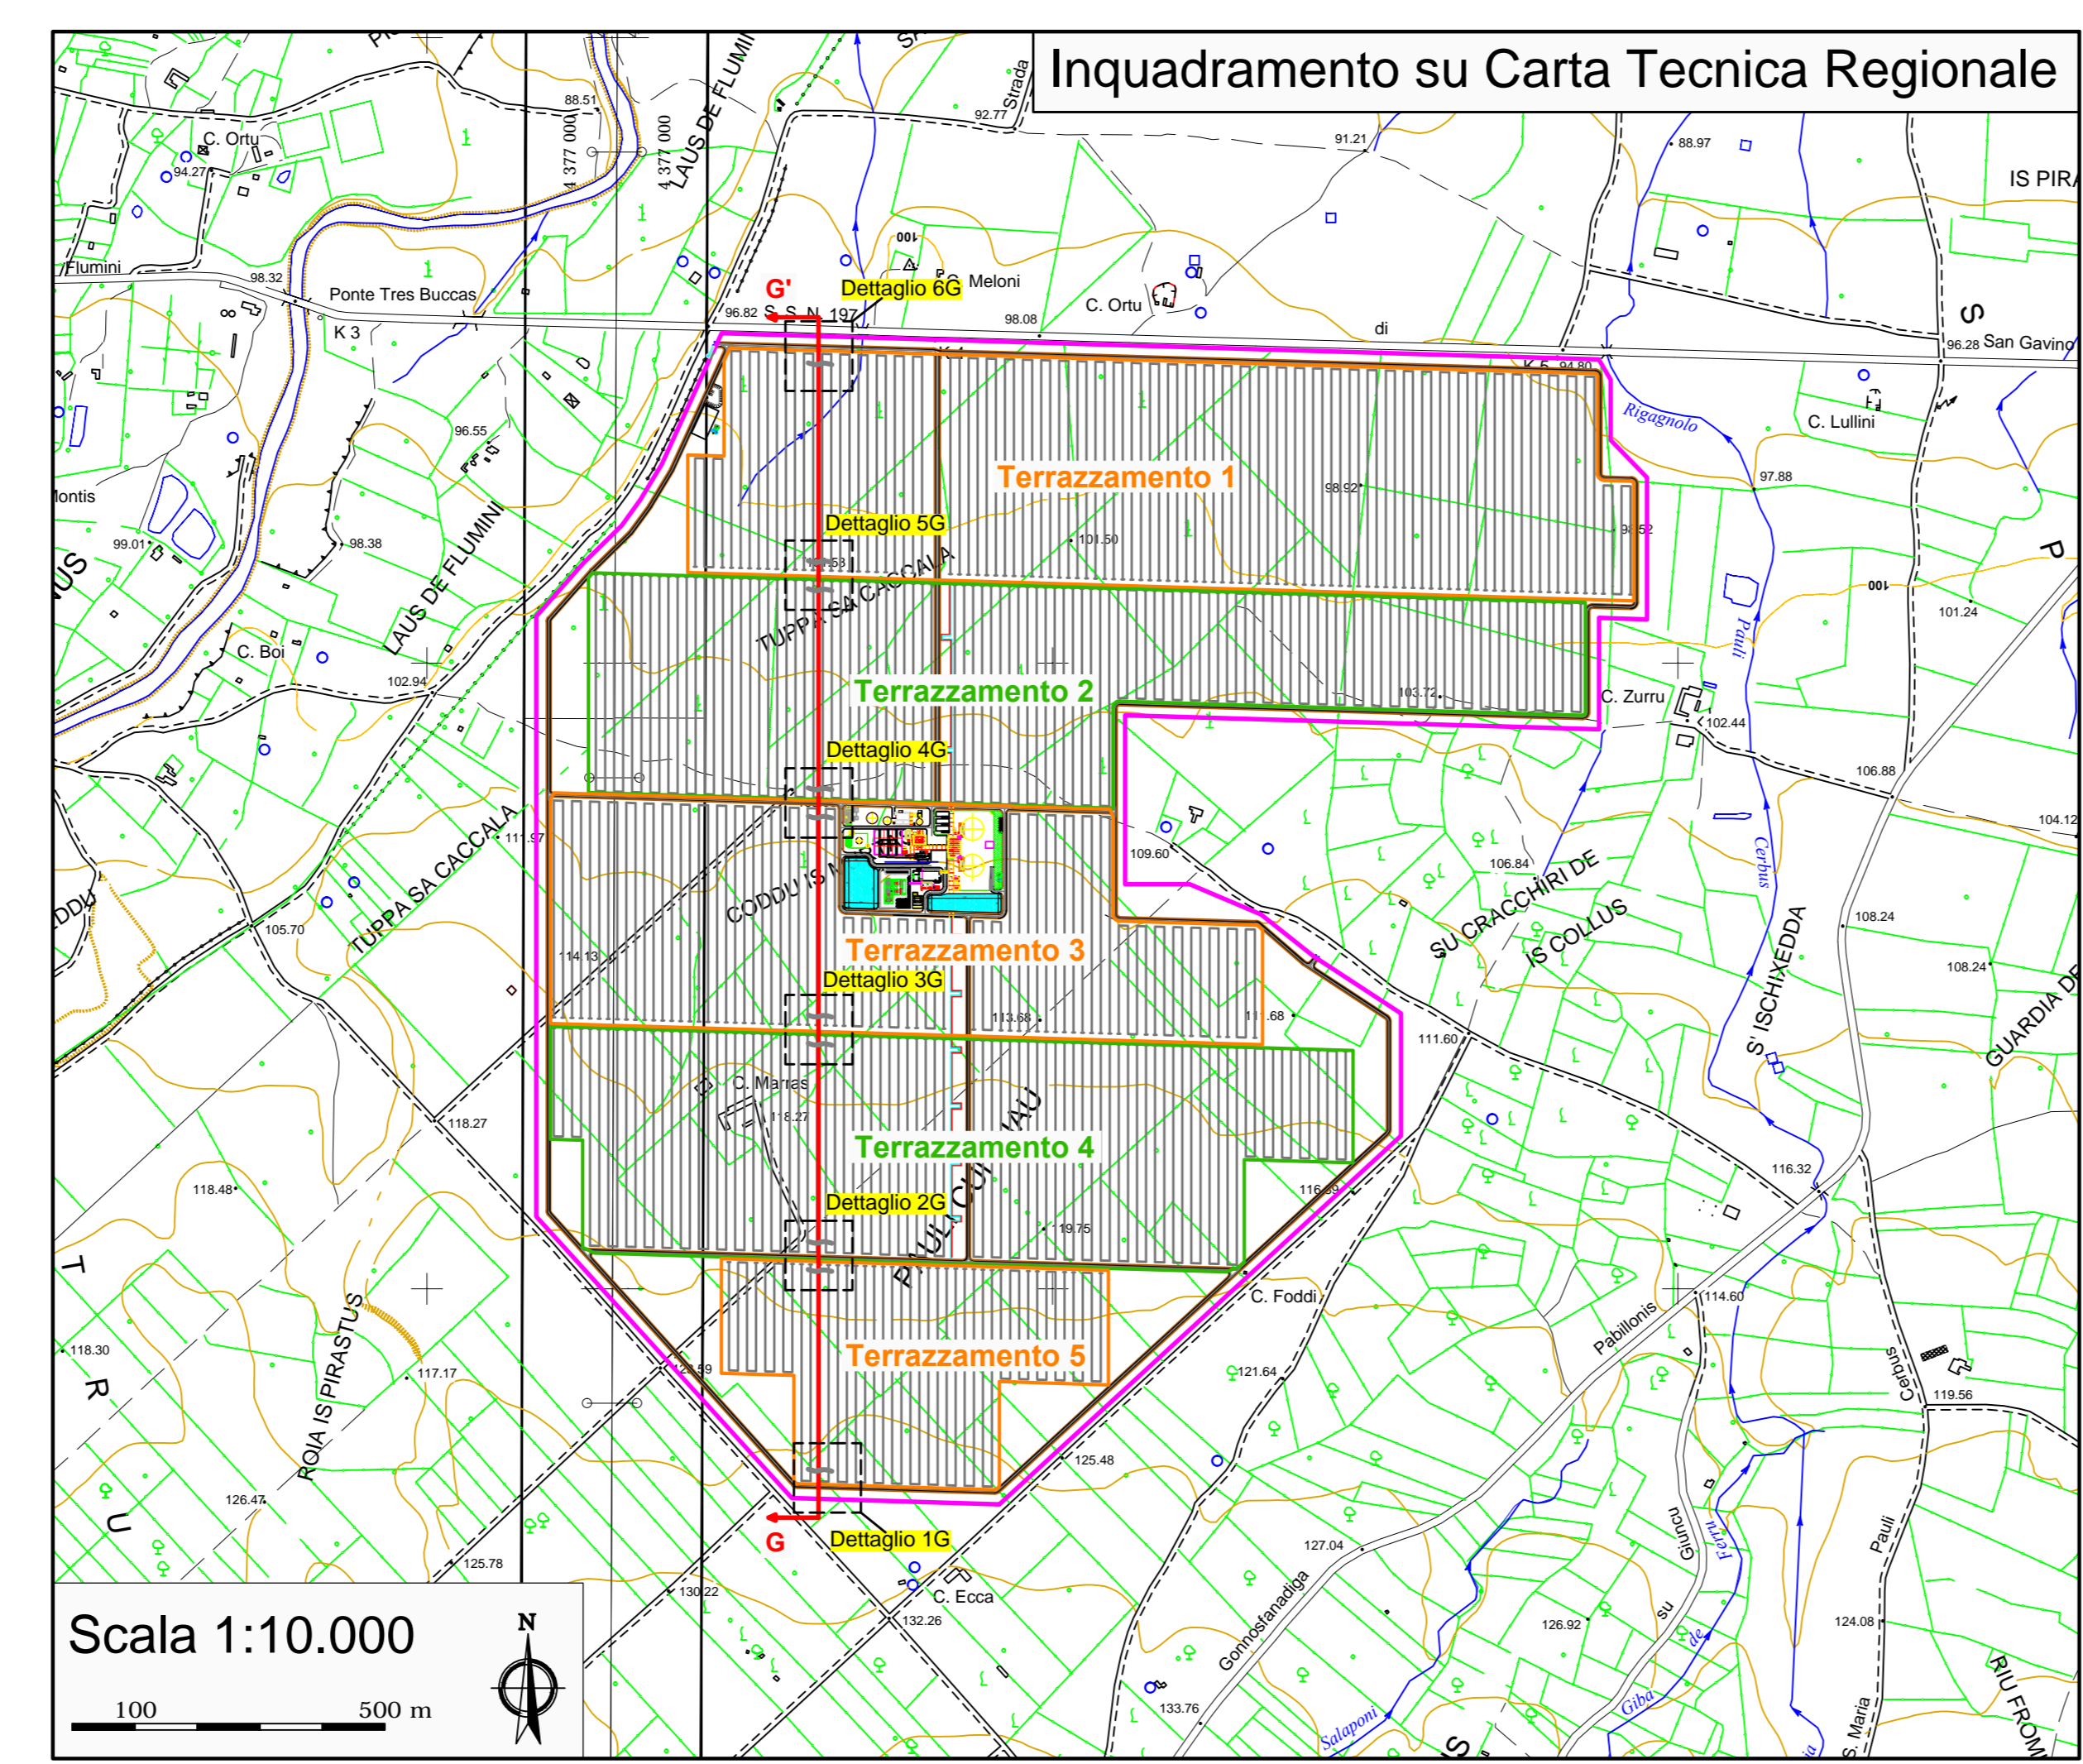 Inquadramento su Carta Tecnica Regionale
88.51
92.77
Strada
LAUS DE FLUMINI
4 377 000
4 377 000
91.21
88.97
C. Ortu
94.27
100
Flumini
98.32
Ponte Tres Buccas
K 3
G'
Dettaglio 6G
Meloni
96.82
S. S. N. 197
98.08
C. Ortu
di
S
96.28
San Gavino
K 5
94.80
C. Lullini
Rigagnolo
96.55
Terrazzamento 1
98.92
97.88
Dettaglio 5G
101.50
99.01
98.38
LAUS DE FLUMINI
TUPPA SA CACCALA
P
100
101.24
Pauli
C. Boi
102.94
Terrazzamento 2
103.72
C. Zurru
102.44
Dettaglio 4G
106.88
104.12
111.97
TUPPA SA CACCALA
109.60
106.84
Cerbus
SU CRACCHIRI DE
IS COLLUS
CODDU IS
105.70
Terrazzamento 3
114.13
Dettaglio 3G
113.68
108.24
108.24
S' ISCHIXEDDA
GUARDIA DE
111.60
C. Marras
118.27
118.27
Terrazzamento 4
118.48
Dettaglio 2G
119.75
116.32
C. Foddi
114.60
Pabillonis
T
R
U
118.30
117.17
ROIA IS PIRASTUS
Terrazzamento 5
121.64
Cerbus
119.56
125.48
126.47
G
Dettaglio 1G
125.78
127.04
Giuncu
Ferru
Pauli
130.22
C. Ecca
132.26
Gonnosfanadiga
126.92
su
de
124.08
133.76
Salaponi
Giba
S. Maria
RIU FROM
IS
Scala 1:10.000
N
100
500 m